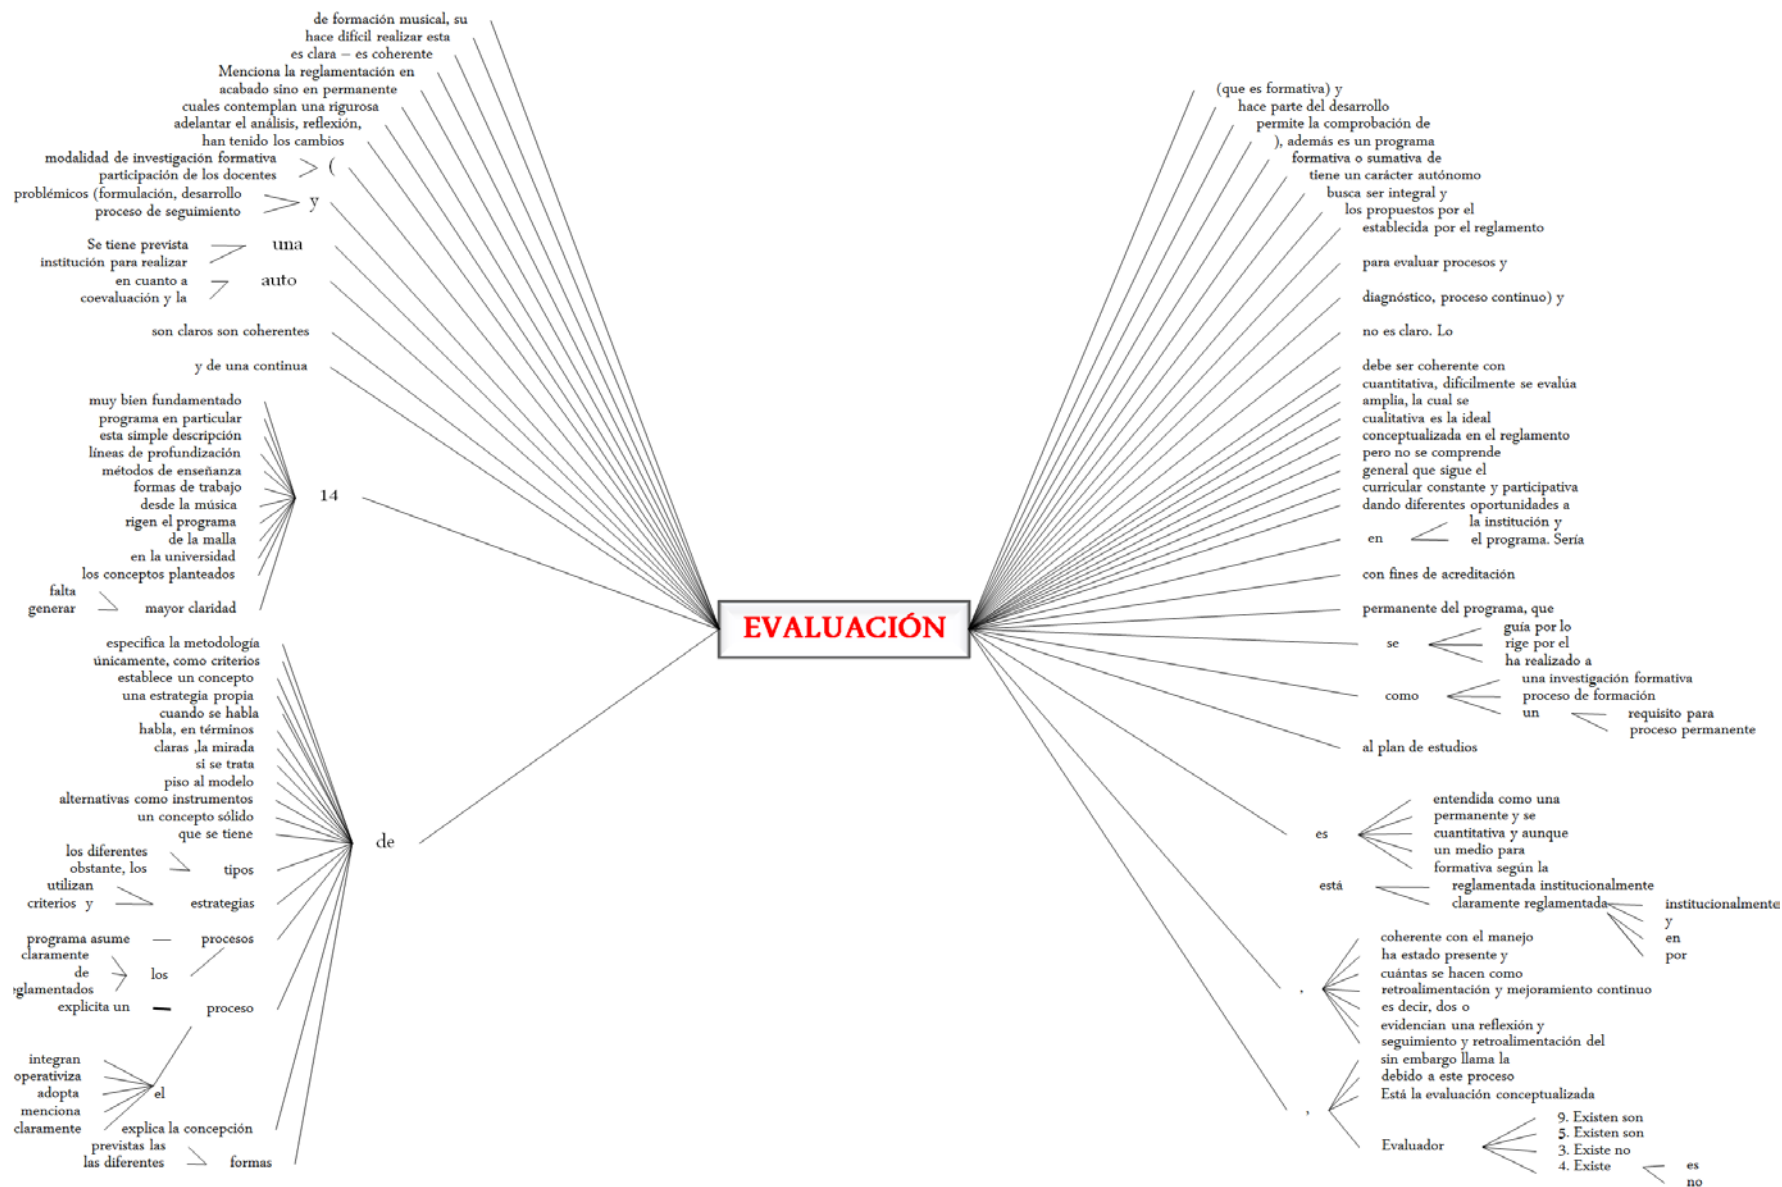 de formación musical, su
hace difícil realizar esta
es clara – es coherente
Menciona la reglamentación en
acabado sino en permanente
cuales contemplan una rigurosa
adelantar el análisis, reflexión,
han tenido los cambios
modalidad de investigación formativa
participación de los docentes
(
problémicos (formulación, desarrollo
proceso de seguimiento
y
Se tiene prevista
institución para realizar
una
en cuanto a
coevaluación y la
auto
son claros son coherentes
y de una continua
muy bien fundamentado
programa en particular
esta simple descripción
líneas de profundización
métodos de enseñanza
formas de trabajo
desde la música
rigen el programa
de la malla
en la universidad
los conceptos planteados
falta
generar
mayor claridad
14
especifica la metodología
únicamente, como criterios
establece un concepto
una estrategia propia
cuando se habla
habla, en términos
claras ,la mirada
si se trata
piso al modelo
alternativas como instrumentos
un concepto sólido
que se tiene
los diferentes
obstante, los
tipos
utilizan
criterios y
estrategias
programa asume
procesos
claramente
de
eglamentados
los
explicita un
proceso
integran
operativiza
adopta
menciona
claramente
el
explica la concepción
previstas las
las diferentes
formas
de
EVALUACIÓN
(que es formativa) y
hace parte del desarrollo
permite la comprobación de
), además es un programa
formativa o sumativa de
tiene un carácter autónomo
busca ser integral y
los propuestos por el
establecida por el reglamento
para evaluar procesos y
diagnóstico, proceso continuo) y
no es claro. Lo
debe ser coherente con
cuantitativa, difícilmente se evalúa
amplia, la cual se
cualitativa es la ideal
conceptualizada en el reglamento
pero no se comprende
general que sigue el
curricular constante y participativa
dando diferentes oportunidades a
en
la institución y
el programa. Sería
con fines de acreditación
permanente del programa, que
se
guía por lo
rige por el
ha realizado a
como
una investigación formativa
proceso de formación
un
requisito para
proceso permanente
al plan de estudios
es
entendida como una
permanente y se
cuantitativa y aunque
un medio para
formativa según la
está
reglamentada institucionalmente
claramente reglamentada
institucionalmente
y
en
por
,
coherente con el manejo
ha estado presente y
cuántas se hacen como
retroalimentación y mejoramiento continuo
es decir, dos o
evidencian una reflexión y
seguimiento y retroalimentación del
,
sin embargo llama la
debido a este proceso
Está la evaluación conceptualizada
Evaluador
9. Existen son
5. Existen son
3. Existe no
4. Existe
es
no